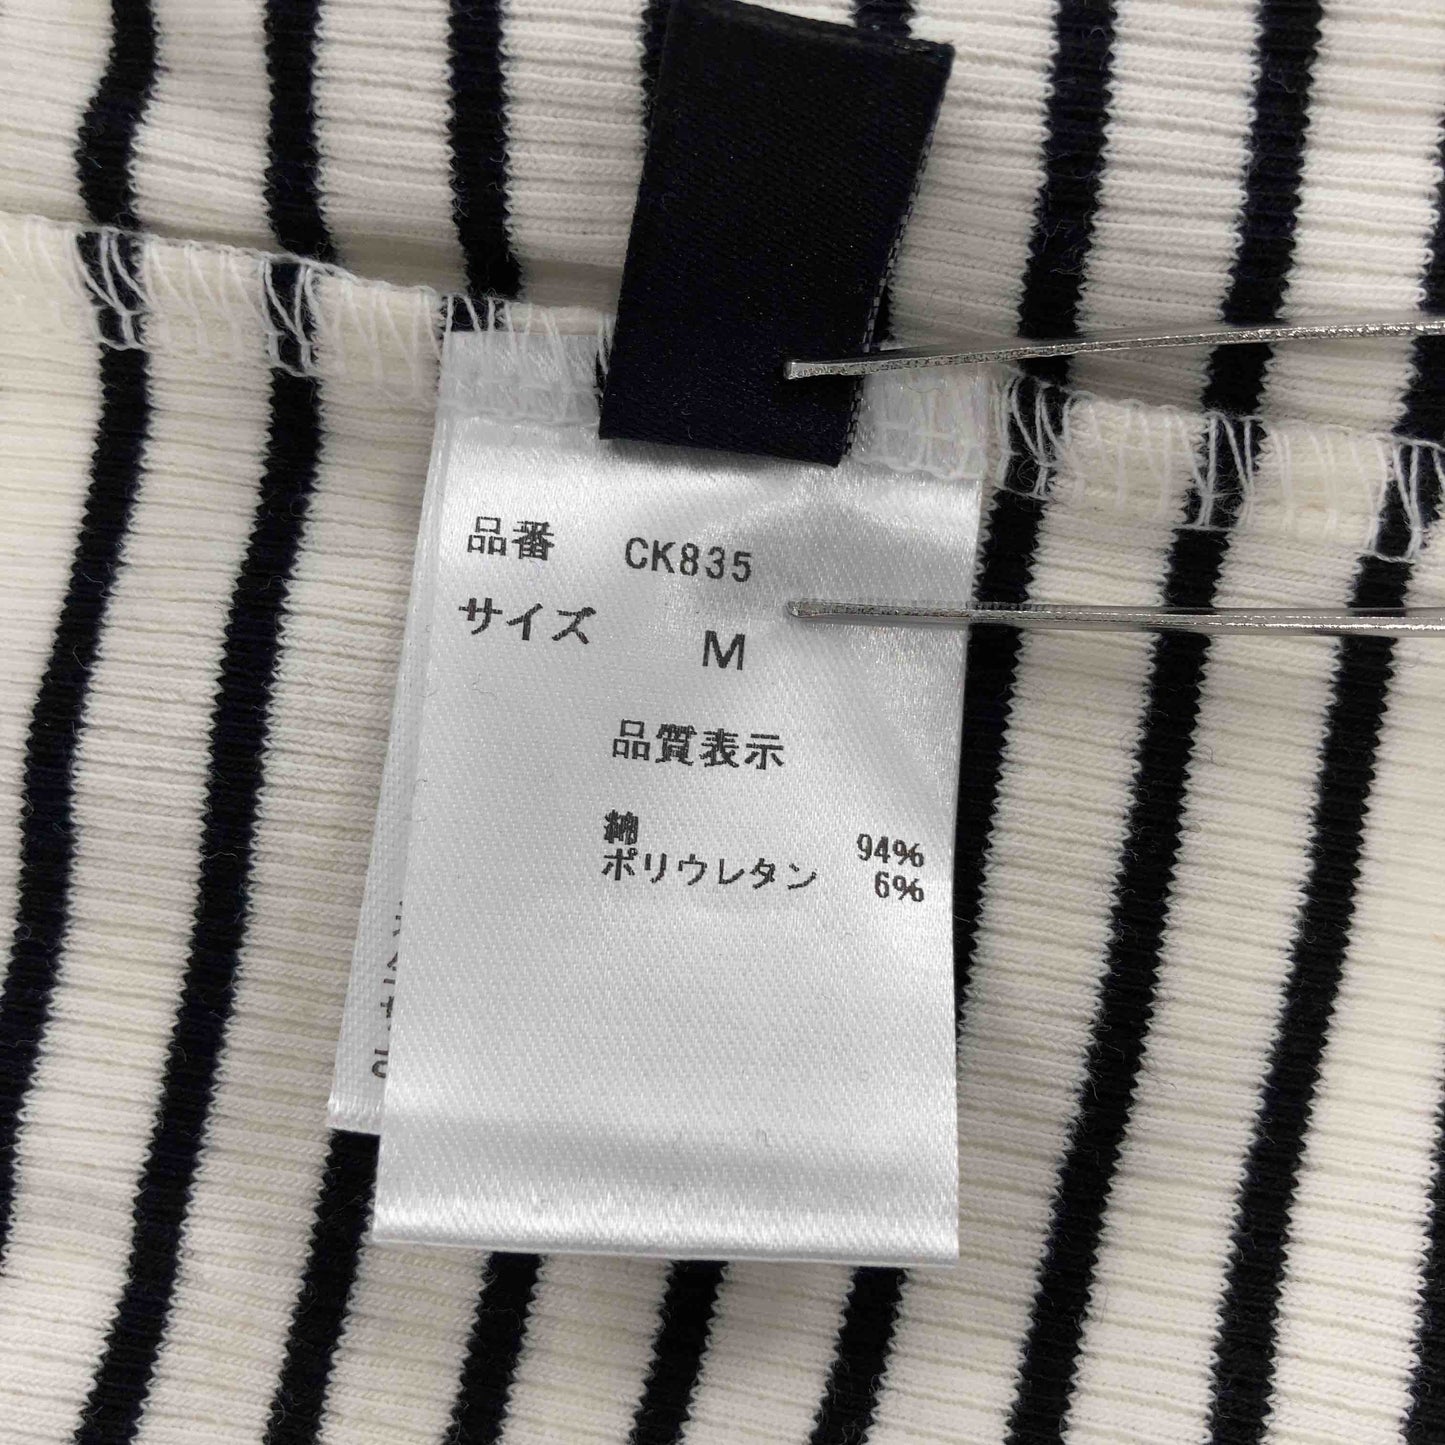 品番 CK835
サイズ M
品質表示
綿 94%
ポリウレタン 6%